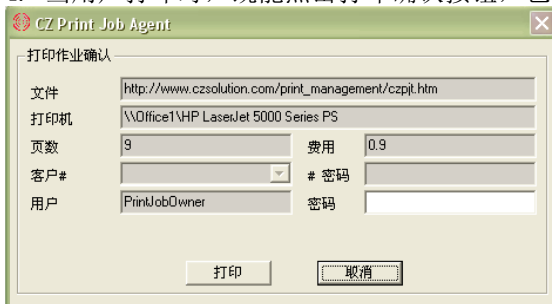 CZ Print Job Agent
打印作业确认
文件 http://www.czsolution.com/print_management/czpjt.htm
打印机 \\Office1\HP LaserJet 5000 Series PS
页数 9 费用 0.9
客户# # 密码
用户 PrintJobOwner 密码
打印 取消